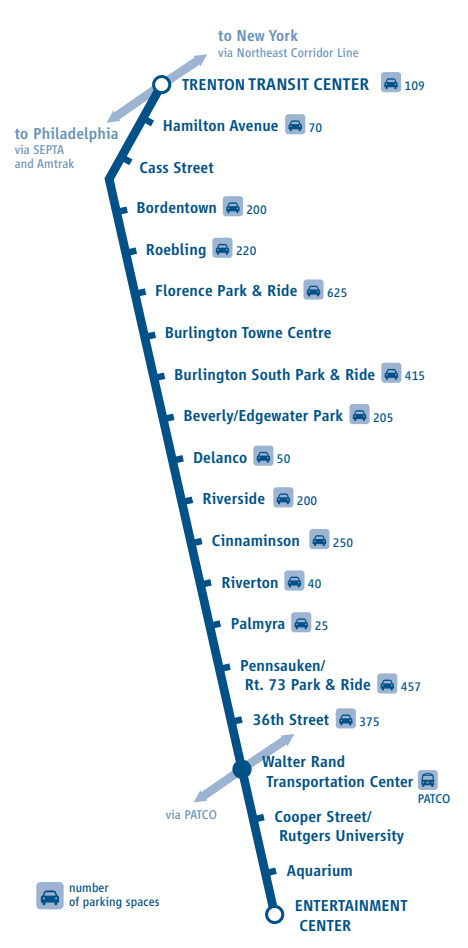 to New York
via Northeast Corridor Line
TRENTON TRANSIT CENTER 109
to Philadelphia
via SEPTA
and Amtrak
Hamilton Avenue 70
Cass Street
Bordentown 200
Roebling 220
Florence Park & Ride 625
Burlington Towne Centre
Burlington South Park & Ride 415
Beverly/Edgewater Park 205
Delanco 50
Riverside 200
Cinnaminson 250
Riverton 40
Palmyra 25
Pennsauken/
Rt. 73 Park & Ride 457
36th Street 375
Walter Rand
Transportation Center
PATCO
via PATCO
Cooper Street/
Rutgers University
Aquarium
number
of parking spaces
ENTERTAINMENT
CENTER